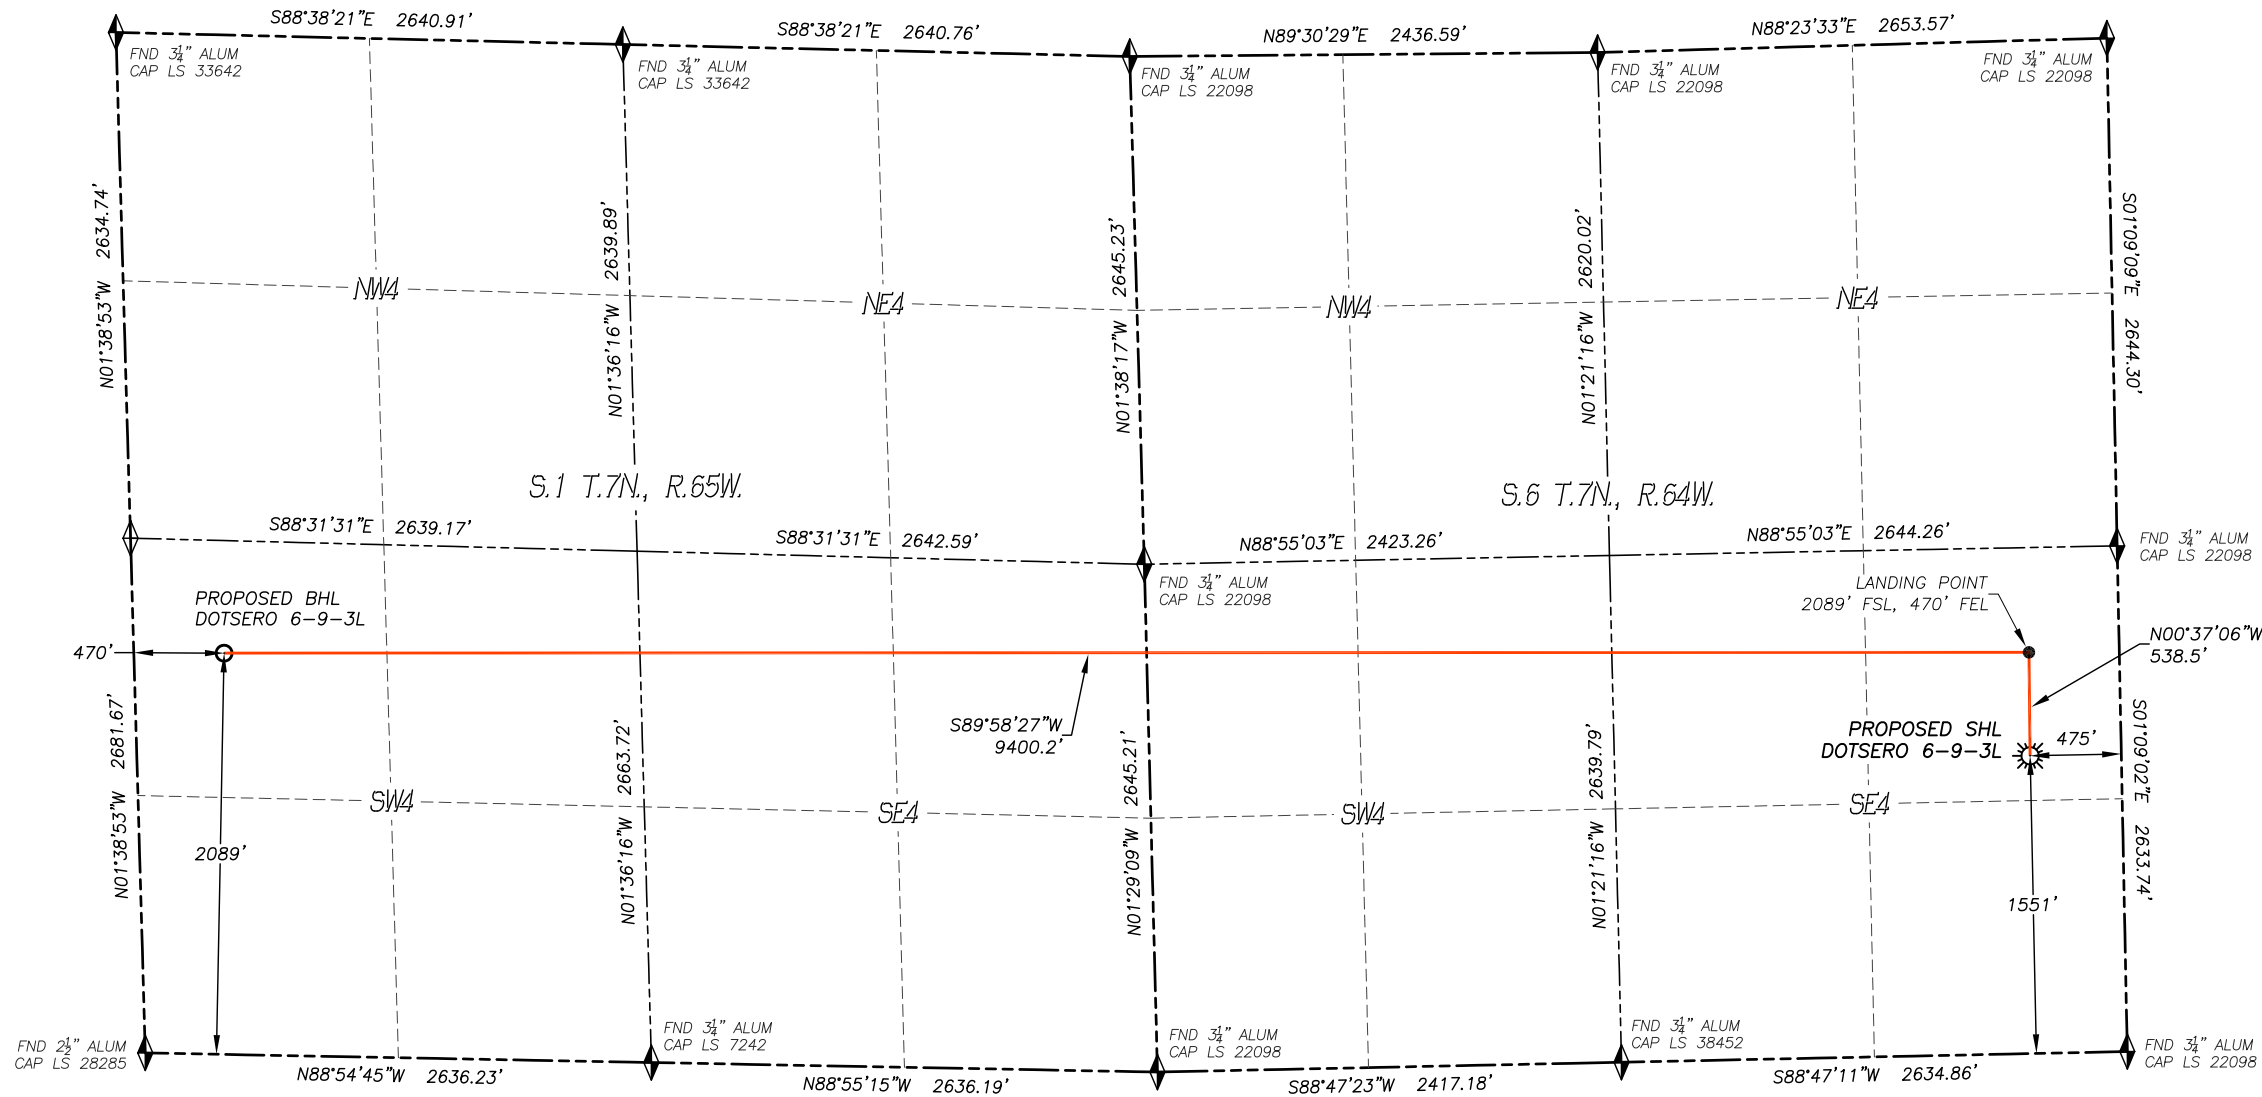 S88°38'21"E 2640.91'
S88°38'21"E 2640.76'
N89°30'29"E 2436.59'
N88°23'33"E 2653.57'
FND 3¼" ALUM
CAP LS 33642
FND 3¼" ALUM
CAP LS 33642
FND 3¼" ALUM
CAP LS 22098
FND 3¼" ALUM
CAP LS 22098
FND 3¼" ALUM
CAP LS 22098
N01°38'53"W 2634.74'
N01°36'16"W 2639.89'
N01°38'17"W 2645.23'
N01°21'16"W 2620.02'
S01°09'09"E 2644.30'
NW4
NE4
NW4
NE4
S.1 T.7N., R.65W.
S.6 T.7N., R.64W.
S88°31'31"E 2639.17'
S88°31'31"E 2642.59'
N88°55'03"E 2423.26'
N88°55'03"E 2644.26'
FND 3¼" ALUM
CAP LS 22098
FND 3¼" ALUM
CAP LS 22098
PROPOSED BHL
DOTSERO 6-9-3L
LANDING POINT
2089' FSL, 470' FEL
470'
N00°37'06"W
538.5'
S89°58'27"W
9400.2'
PROPOSED SHL
DOTSERO 6-9-3L
475'
N01°38'53"W 2681.67'
N01°36'16"W 2663.72'
N01°29'09"W 2645.21'
N01°21'16"W 2639.79'
S01°09'02"E 2633.74'
SW4
SE4
SW4
SE4
2089'
1551'
FND 2½" ALUM
CAP LS 28285
FND 3¼" ALUM
CAP LS 7242
FND 3¼" ALUM
CAP LS 22098
FND 3¼" ALUM
CAP LS 38452
FND 3¼" ALUM
CAP LS 22098
N88°54'45"W 2636.23'
N88°55'15"W 2636.19'
S88°47'23"W 2417.18'
S88°47'11"W 2634.86'